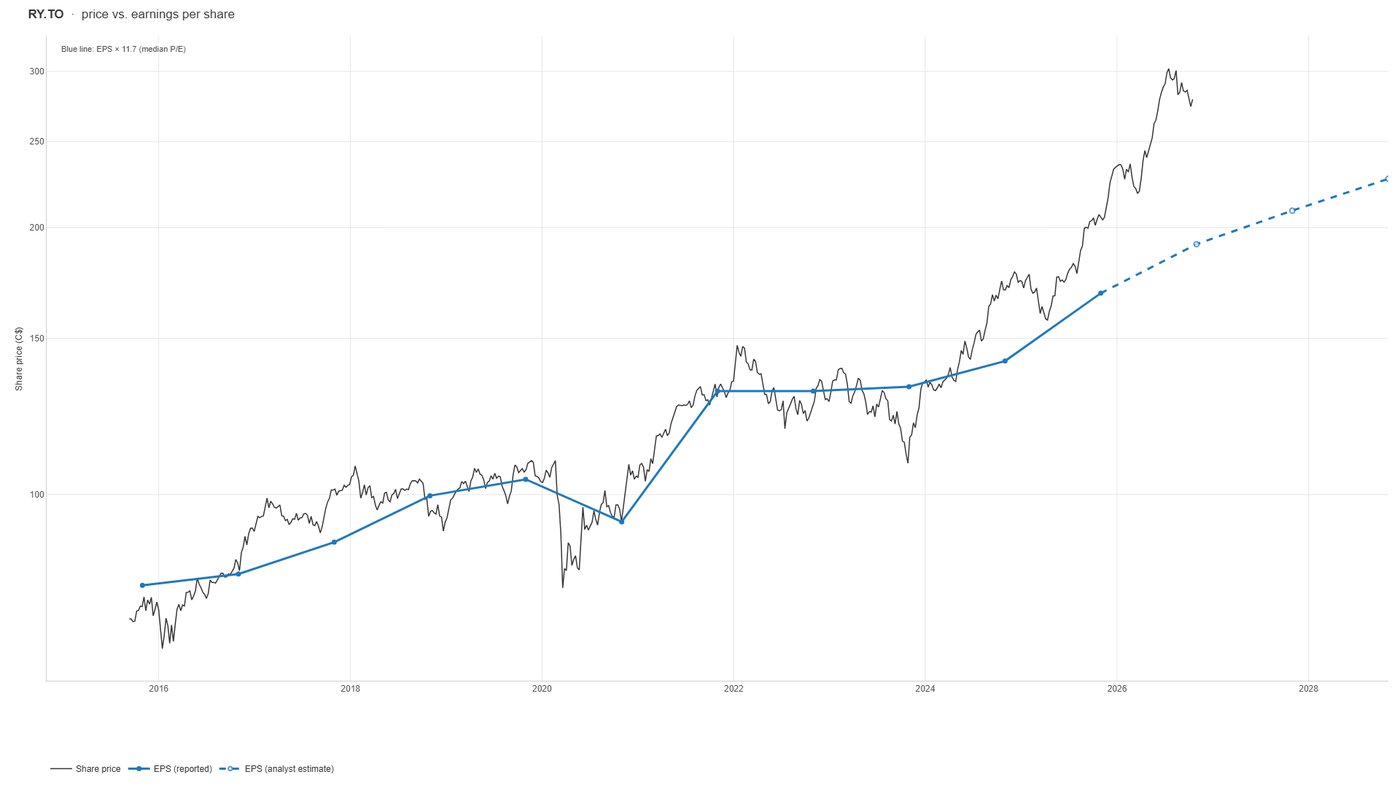 RY.TO · price vs. earnings per share
Blue line: EPS × 11.7 (median P/E)
Share price (C$)
300
250
200
150
100
2016 2018 2020 2022 2024 2026 2028
Share price EPS (reported) EPS (analyst estimate)